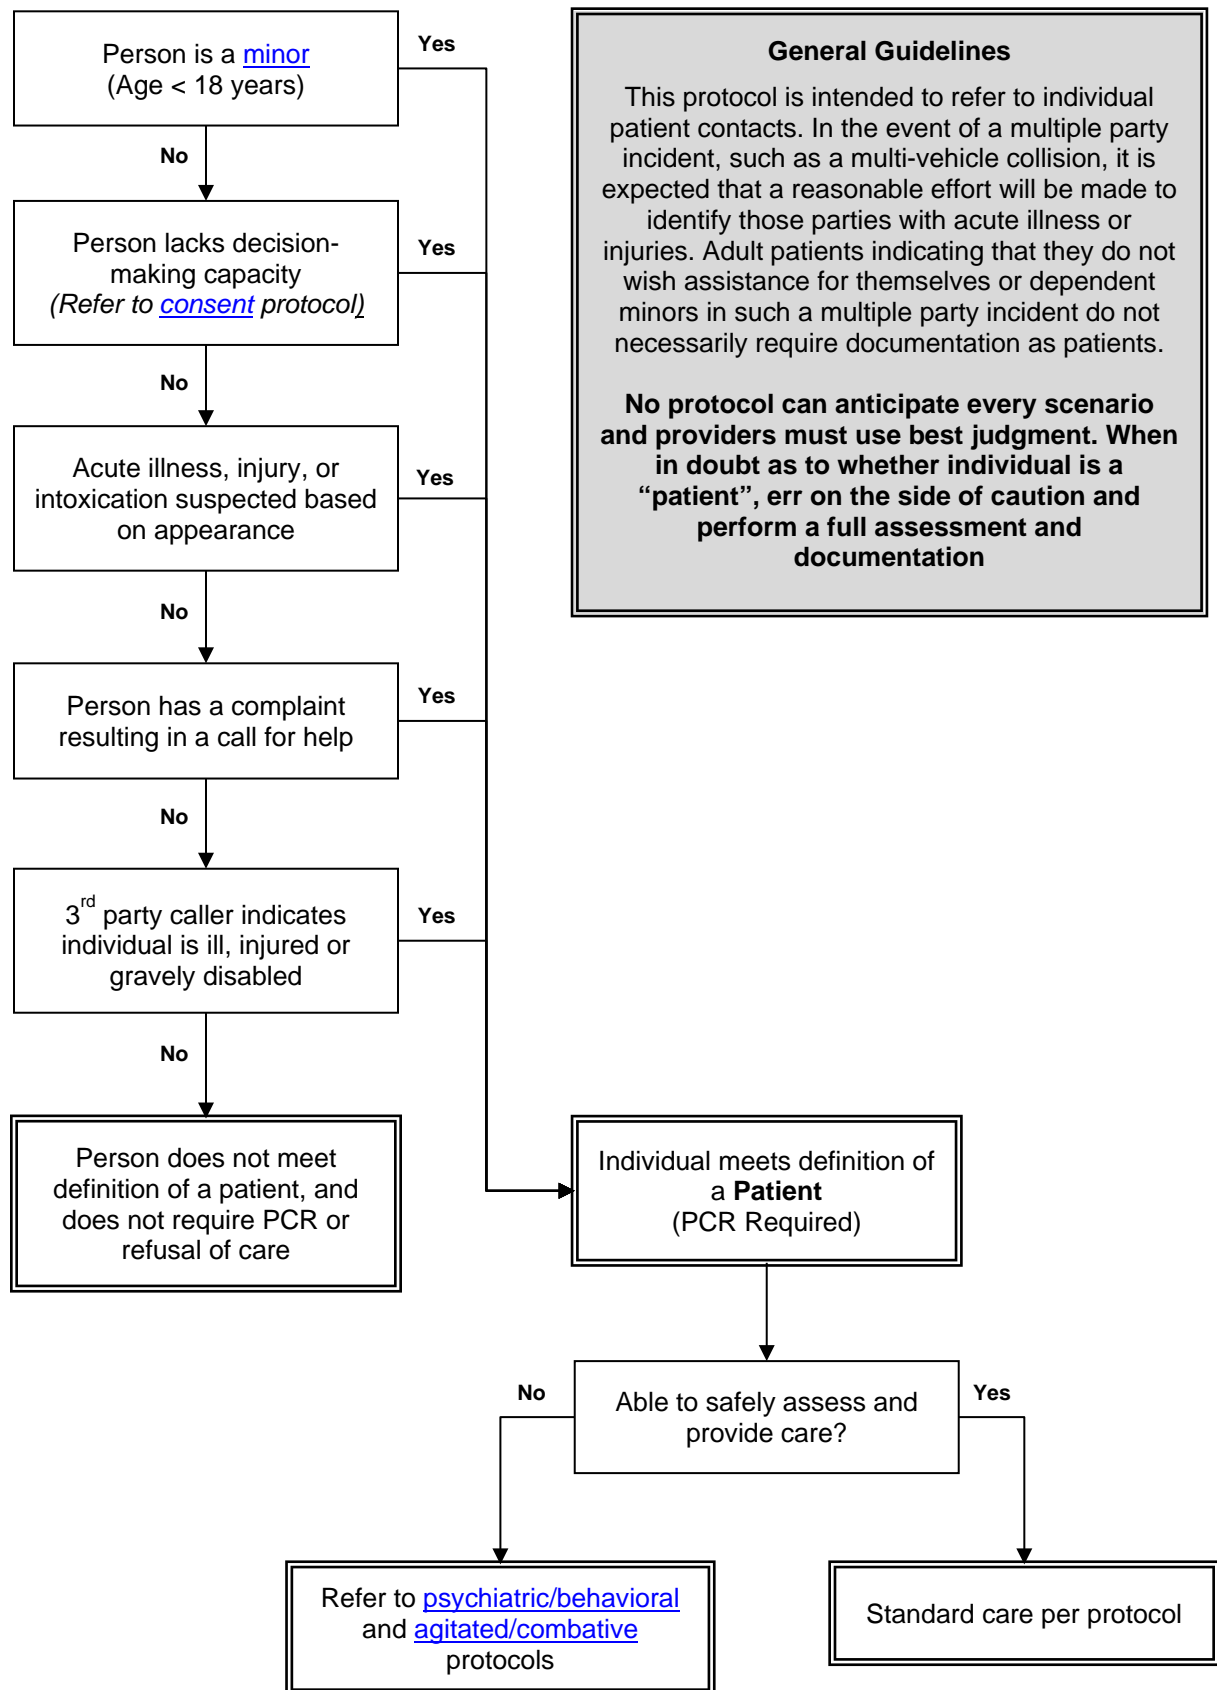 Person is a minor
(Age < 18 years)
Yes
No
Person lacks decision-
making capacity
(Refer to consent protocol)
Yes
No
Acute illness, injury, or
intoxication suspected based
on appearance
Yes
No
Person has a complaint
resulting in a call for help
Yes
No
3rd party caller indicates
individual is ill, injured or
gravely disabled
Yes
No
Person does not meet
definition of a patient, and
does not require PCR or
refusal of care
General Guidelines
This protocol is intended to refer to individual
patient contacts. In the event of a multiple party
incident, such as a multi-vehicle collision, it is
expected that a reasonable effort will be made to
identify those parties with acute illness or
injuries. Adult patients indicating that they do not
wish assistance for themselves or dependent
minors in such a multiple party incident do not
necessarily require documentation as patients.
No protocol can anticipate every scenario
and providers must use best judgment. When
in doubt as to whether individual is a
“patient”, err on the side of caution and
perform a full assessment and
documentation
Individual meets definition of
a Patient
(PCR Required)
Able to safely assess and
provide care?
No
Yes
Refer to psychiatric/behavioral
and agitated/combative
protocols
Standard care per protocol